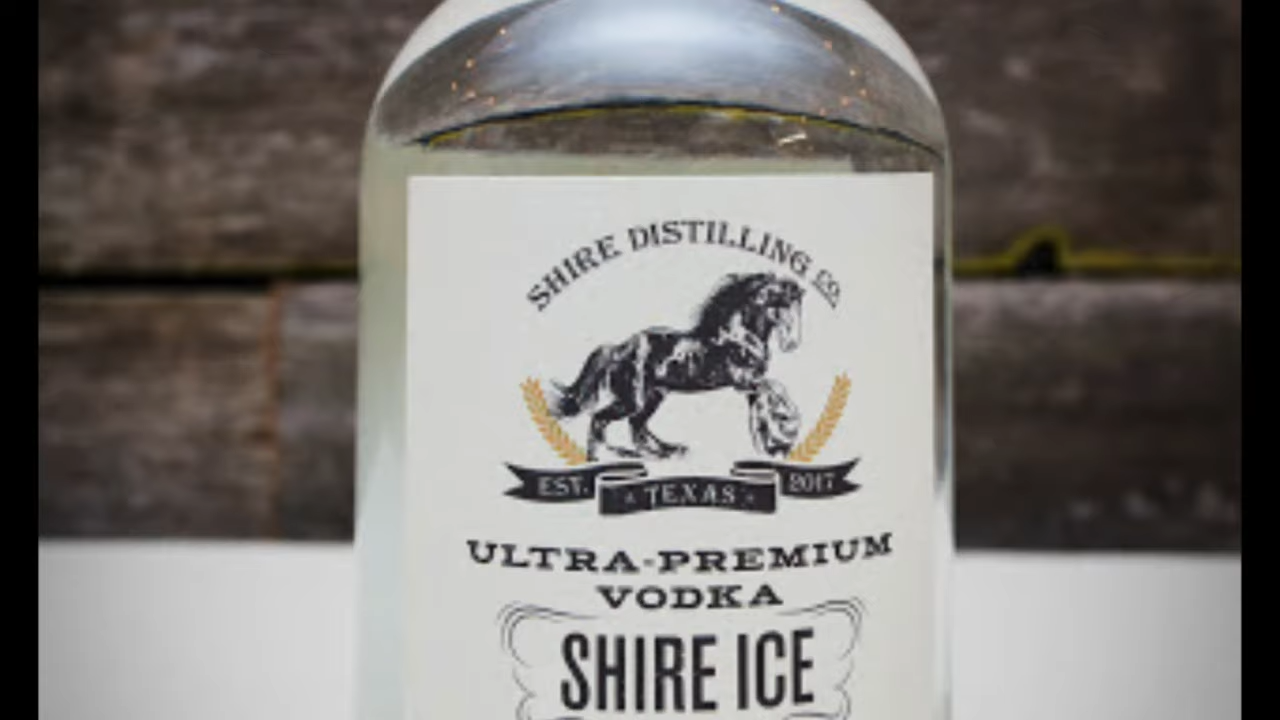 SHIRE DISTILLING CO.
EST. TEXAS 2017
ULTRA-PREMIUM
VODKA
SHIRE ICE